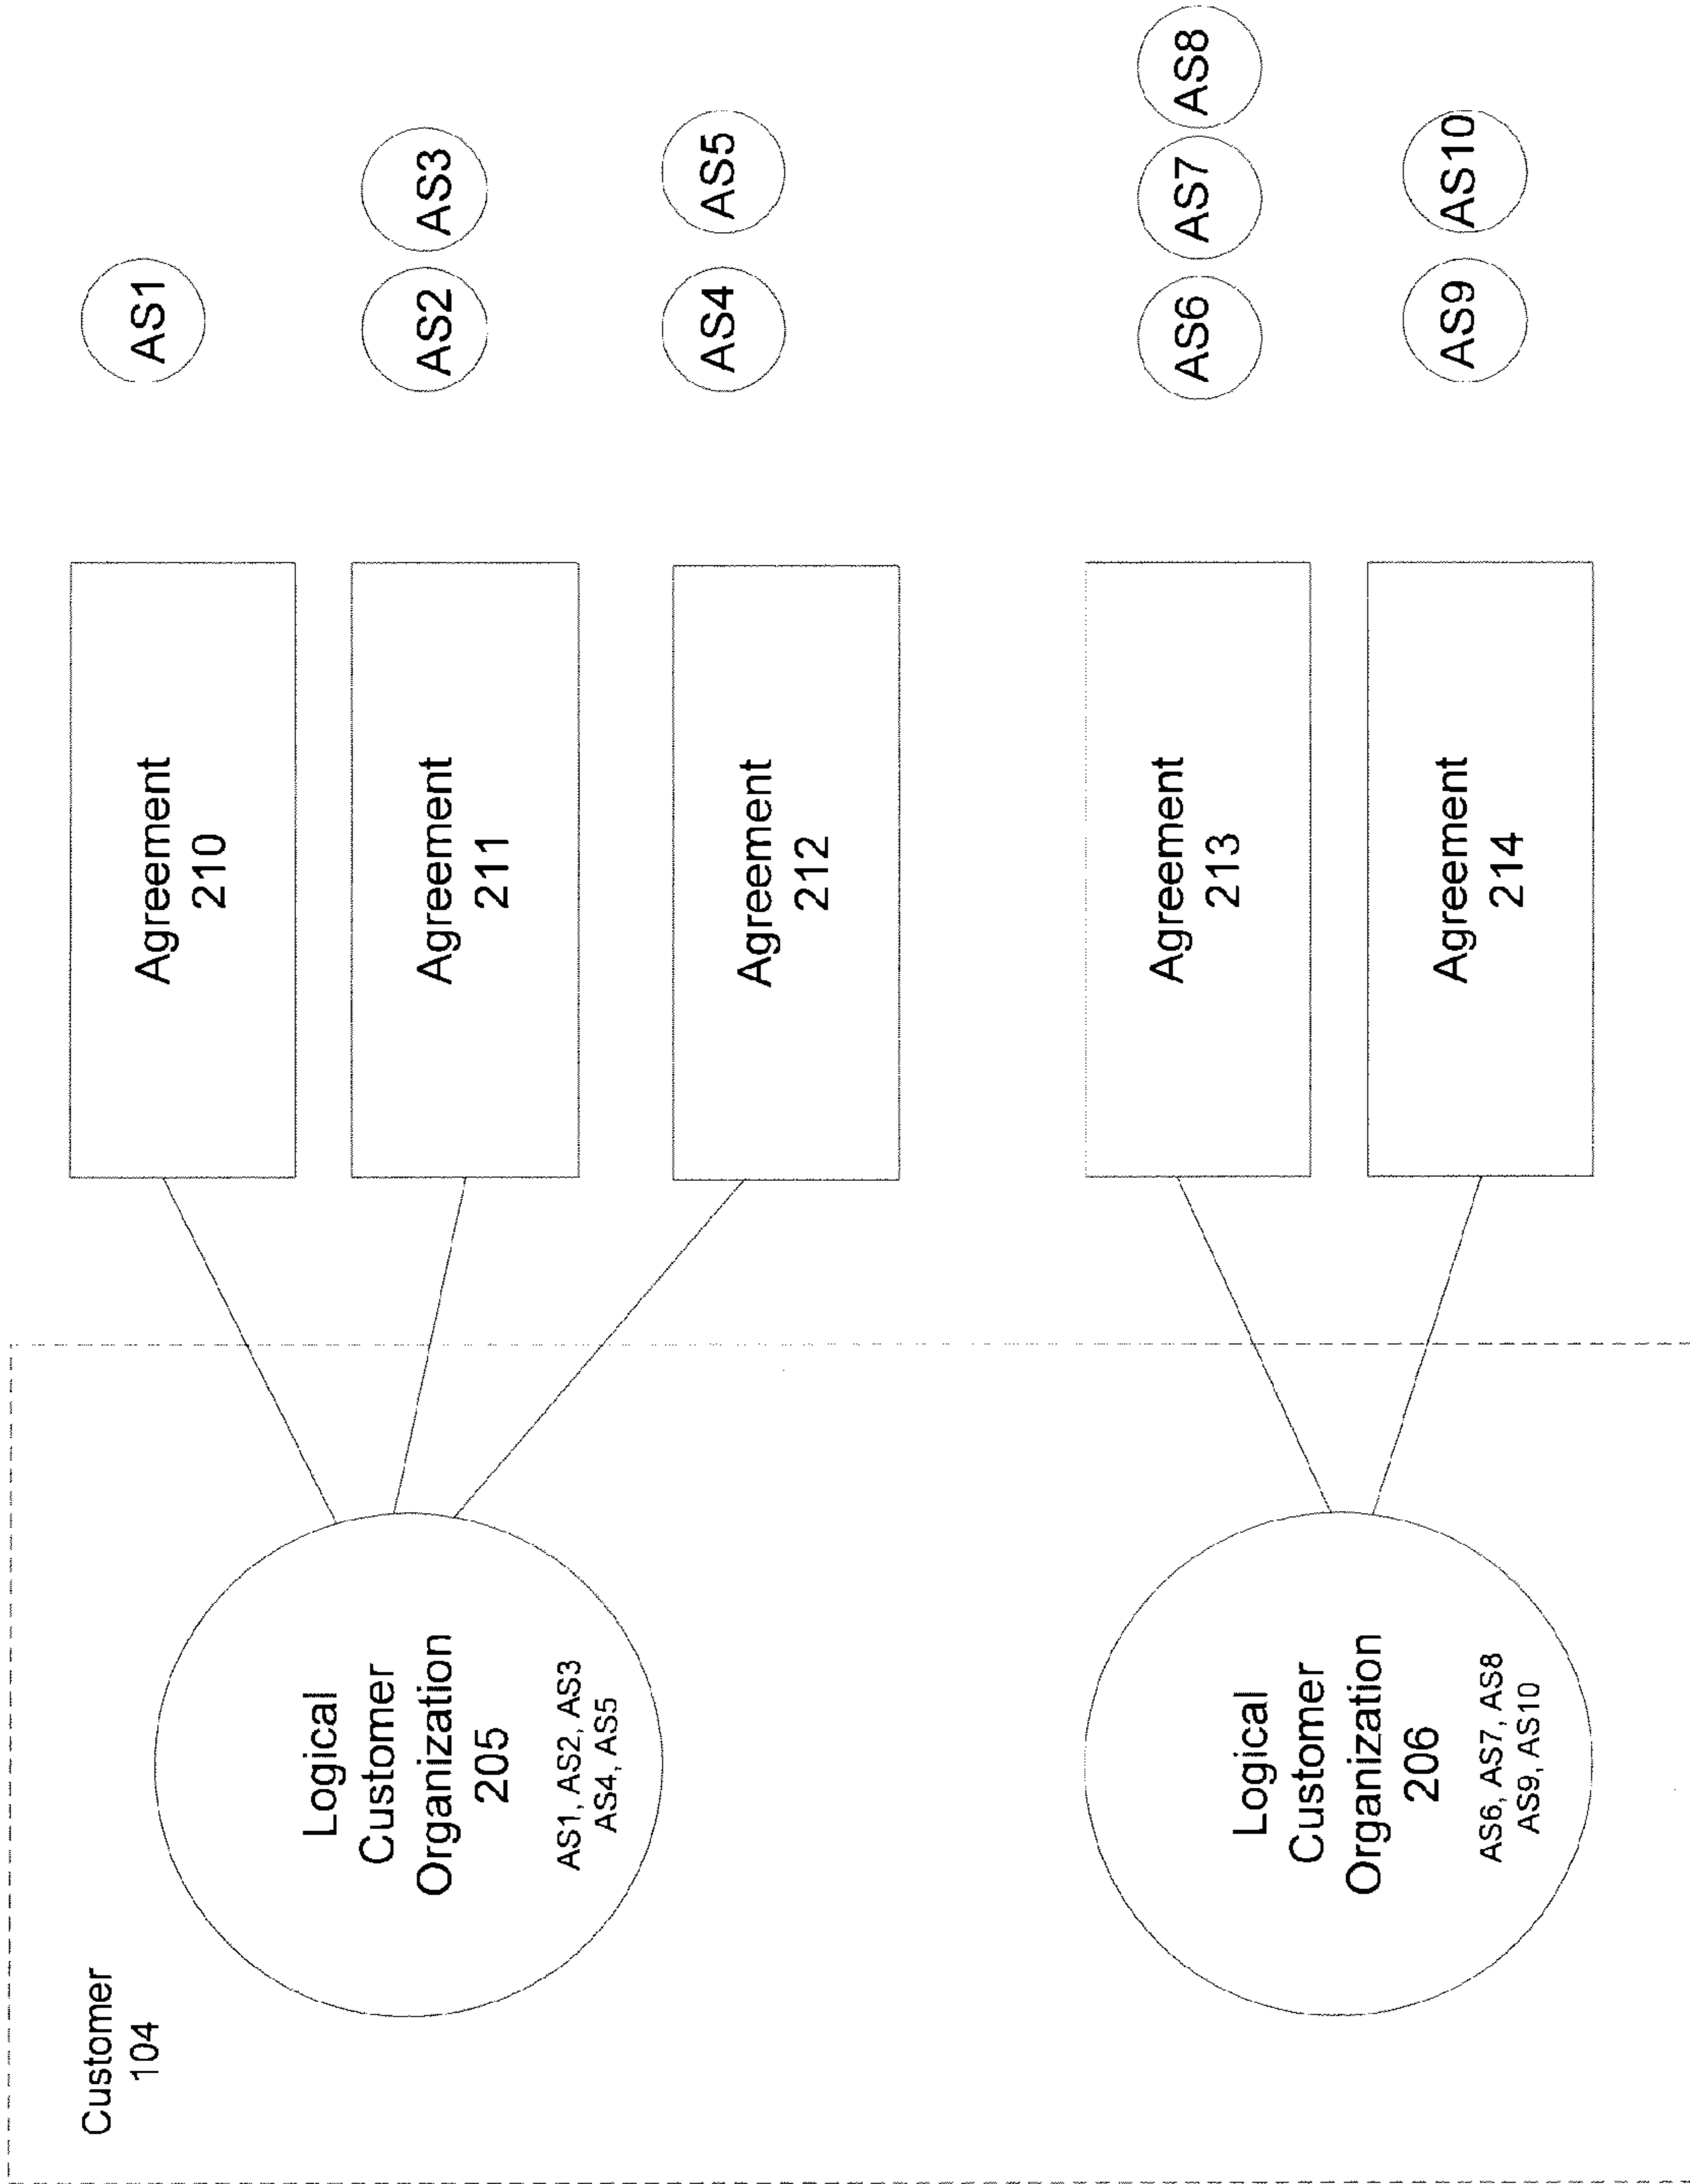 Customer
104
Logical
Customer
Organization
205
AS1, AS2, AS3
AS4, AS5
Logical
Customer
Organization
206
AS6, AS7, AS8
AS9, AS10
Agreement
210
Agreement
211
Agreement
212
Agreement
213
Agreement
214
AS1
AS2
AS3
AS4
AS5
AS6
AS7
AS8
AS9
AS10